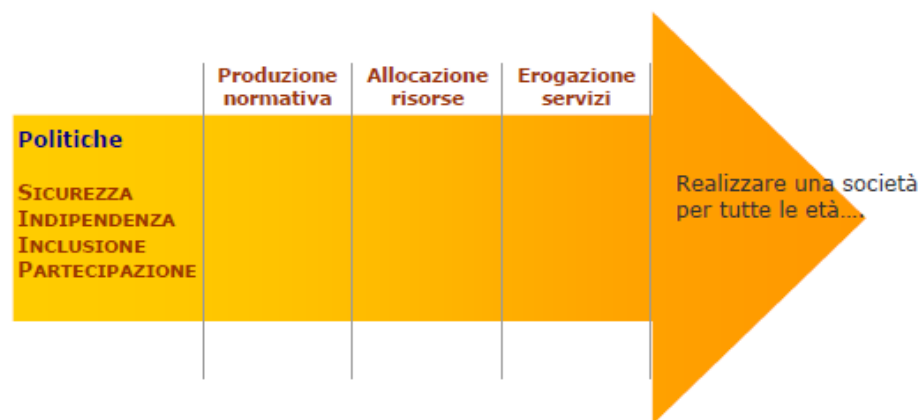 Produzione
normativa
Allocazione
risorse
Erogazione
servizi
Politiche
SICUREZZA
INDIPENDENZA
INCLUSIONE
PARTECIPAZIONE
Realizzare una società
per tutte le età....